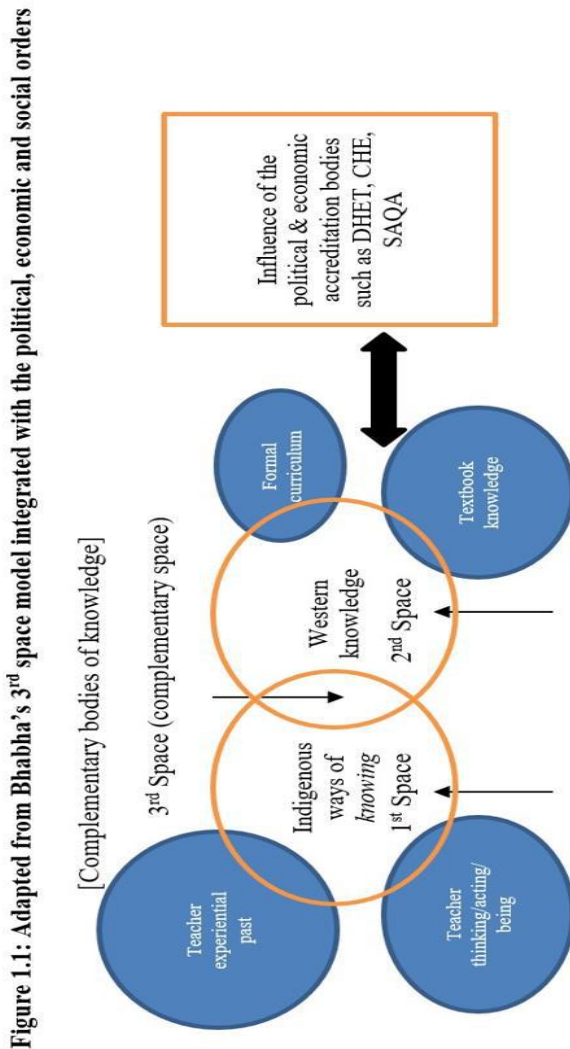 Figure 1.1: Adapted from Bhabha's 3rd space model integrated with the political, economic and social orders
[Complementary bodies of knowledge]
3rd Space (complementary space)
Teacher
experiential
past
Formal
curriculum
Indigenous
ways of
knowing
1st Space
Western
knowledge
2nd Space
Teacher
thinking/acting/
being
Textbook
knowledge
Influence of the
political & economic
accreditation bodies
such as DHET, CHE,
SAQA